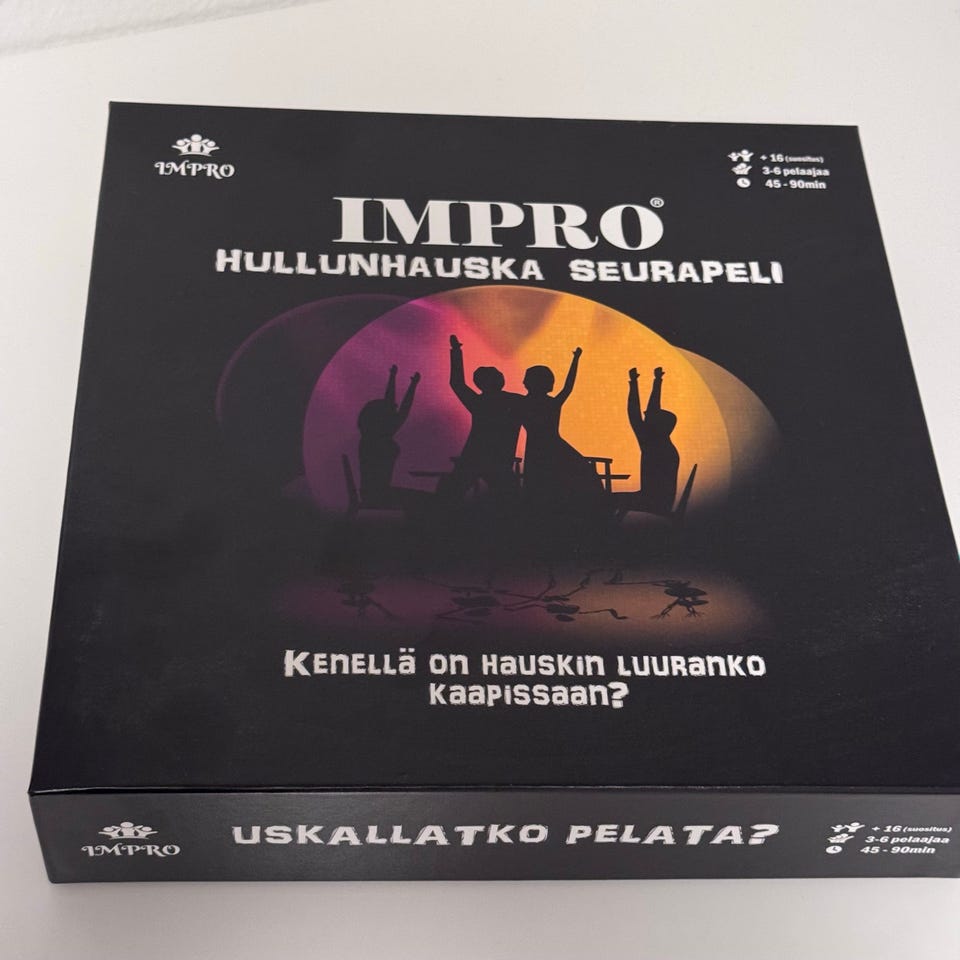 IMPRO
+ 16 (suositus)
3-6 pelaajaa
45 - 90min
IMPRO®
HULLUNHAUSKA SEURAPELI
KENELLÄ ON HAUSKIN LUURANKO
KAAPISSAAN?
IMPRO
USKALLATKO PELATA?
+ 16 (suositus)
3-6 pelaajaa
45 - 90min